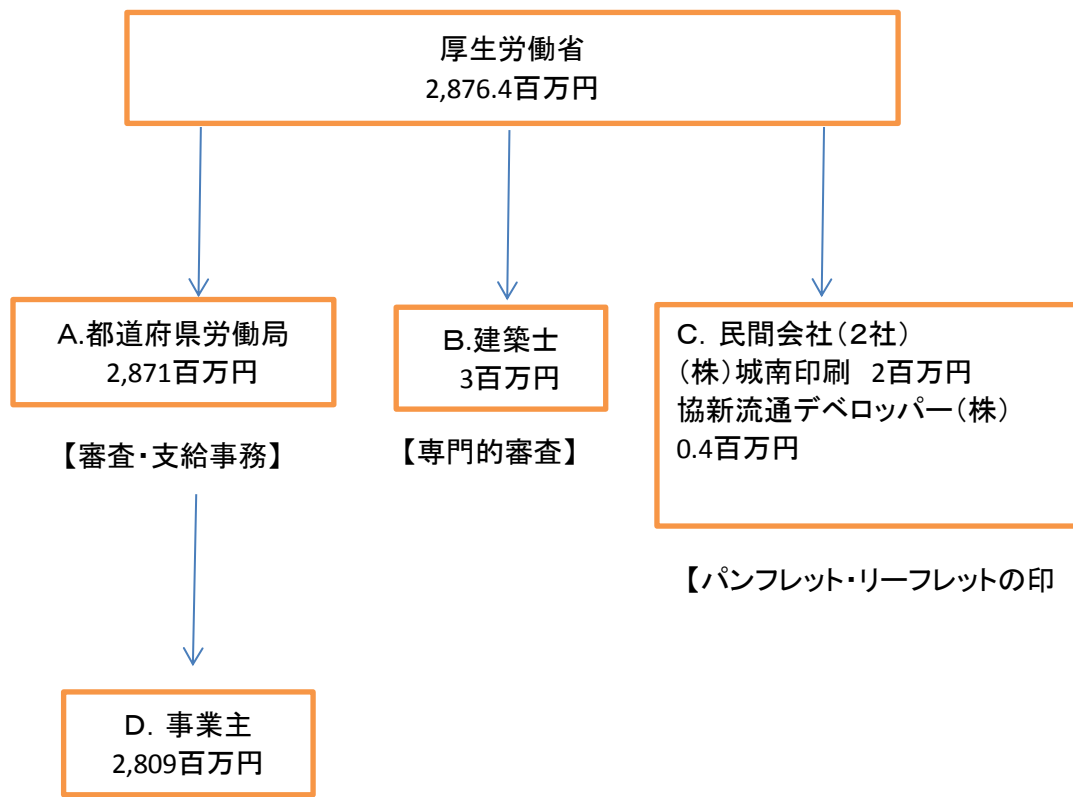 厚生労働省
2,876.4百万円
A.都道府県労働局
2,871百万円
【審査・支給事務】
B.建築士
3百万円
【専門的審査】
C．民間会社（２社）
（株）城南印刷　2百万円
協新流通デベロッパー（株）
0.4百万円
【パンフレット・リーフレットの印
D．事業主
2,809百万円